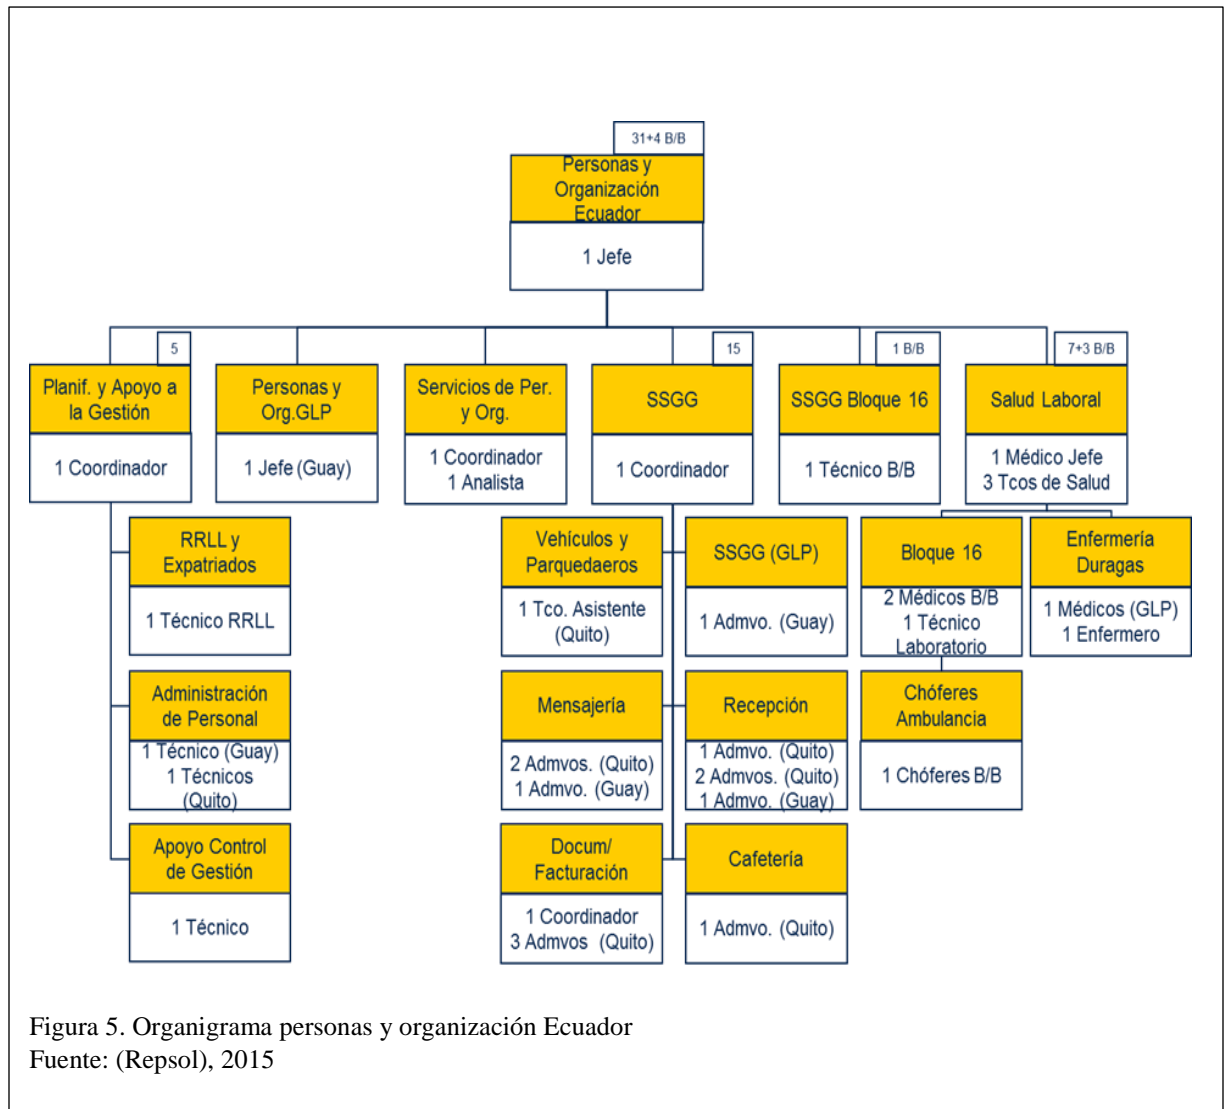 31+4 B/B
Personas y
Organización
Ecuador
1 Jefe
5
Planif. y Apoyo a
la Gestión
1 Coordinador
Personas y
Org.GLP
1 Jefe (Guay)
Servicios de Per.
y Org.
1 Coordinador
1 Analista
15
SSGG
1 Coordinador
1 B/B
SSGG Bloque 16
1 Técnico B/B
7+3 B/B
Salud Laboral
1 Médico Jefe
3 Tcos de Salud
RRLL y
Expatriados
1 Técnico RRLL
Administración
de Personal
1 Técnico (Guay)
1 Técnicos
(Quito)
Apoyo Control
de Gestión
1 Técnico
Vehículos y
Parquedaeros
1 Tco. Asistente
(Quito)
SSGG (GLP)
1 Admvo. (Guay)
Mensajería
2 Admvos. (Quito)
1 Admvo. (Guay)
Recepción
1 Admvo. (Quito)
2 Admvos. (Quito)
1 Admvo. (Guay)
Docum/
Facturación
1 Coordinador
3 Admvos (Quito)
Cafetería
1 Admvo. (Quito)
Bloque 16
2 Médicos B/B
1 Técnico
Laboratorio
Enfermería
Duragas
1 Médicos (GLP)
1 Enfermero
Chóferes
Ambulancia
1 Chóferes B/B
Figura 5. Organigrama personas y organización Ecuador
Fuente: (Repsol), 2015